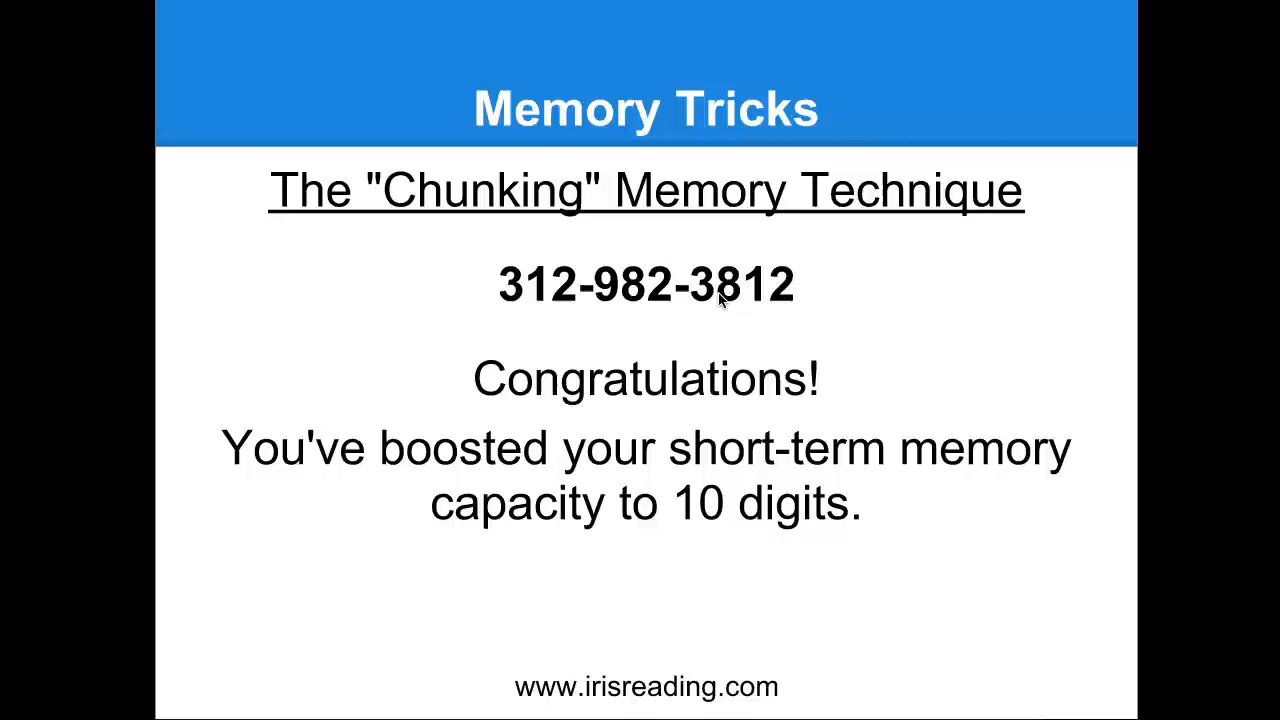 Memory Tricks
The "Chunking" Memory Technique
312-982-3812
Congratulations!
You've boosted your short-term memory
capacity to 10 digits.
www.irisreading.com